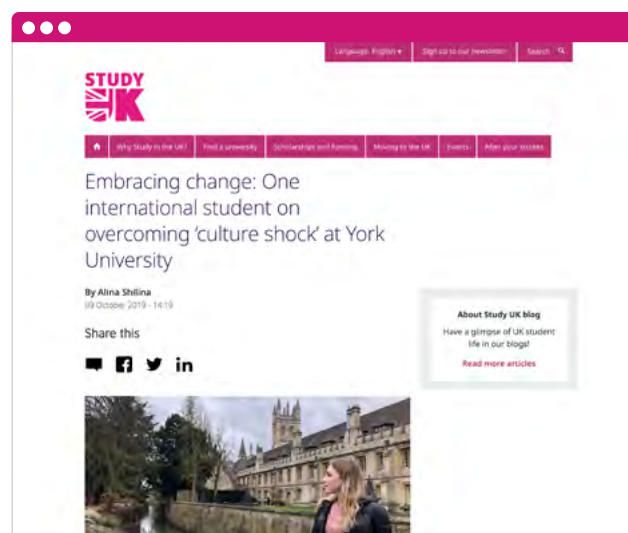 Language: English
Sign up to our newsletter
Search
STUDY
UK
Why Study in the UK?
Find a university
Scholarships and funding
Moving to the UK
Events
After your studies
Embracing change: One
international student on
overcoming ‘culture shock’ at York
University
By Alina Shilina
09 October 2019 - 14:19
Share this
About Study UK blog
Have a glimpse of UK student
life in our blogs!
Read more articles